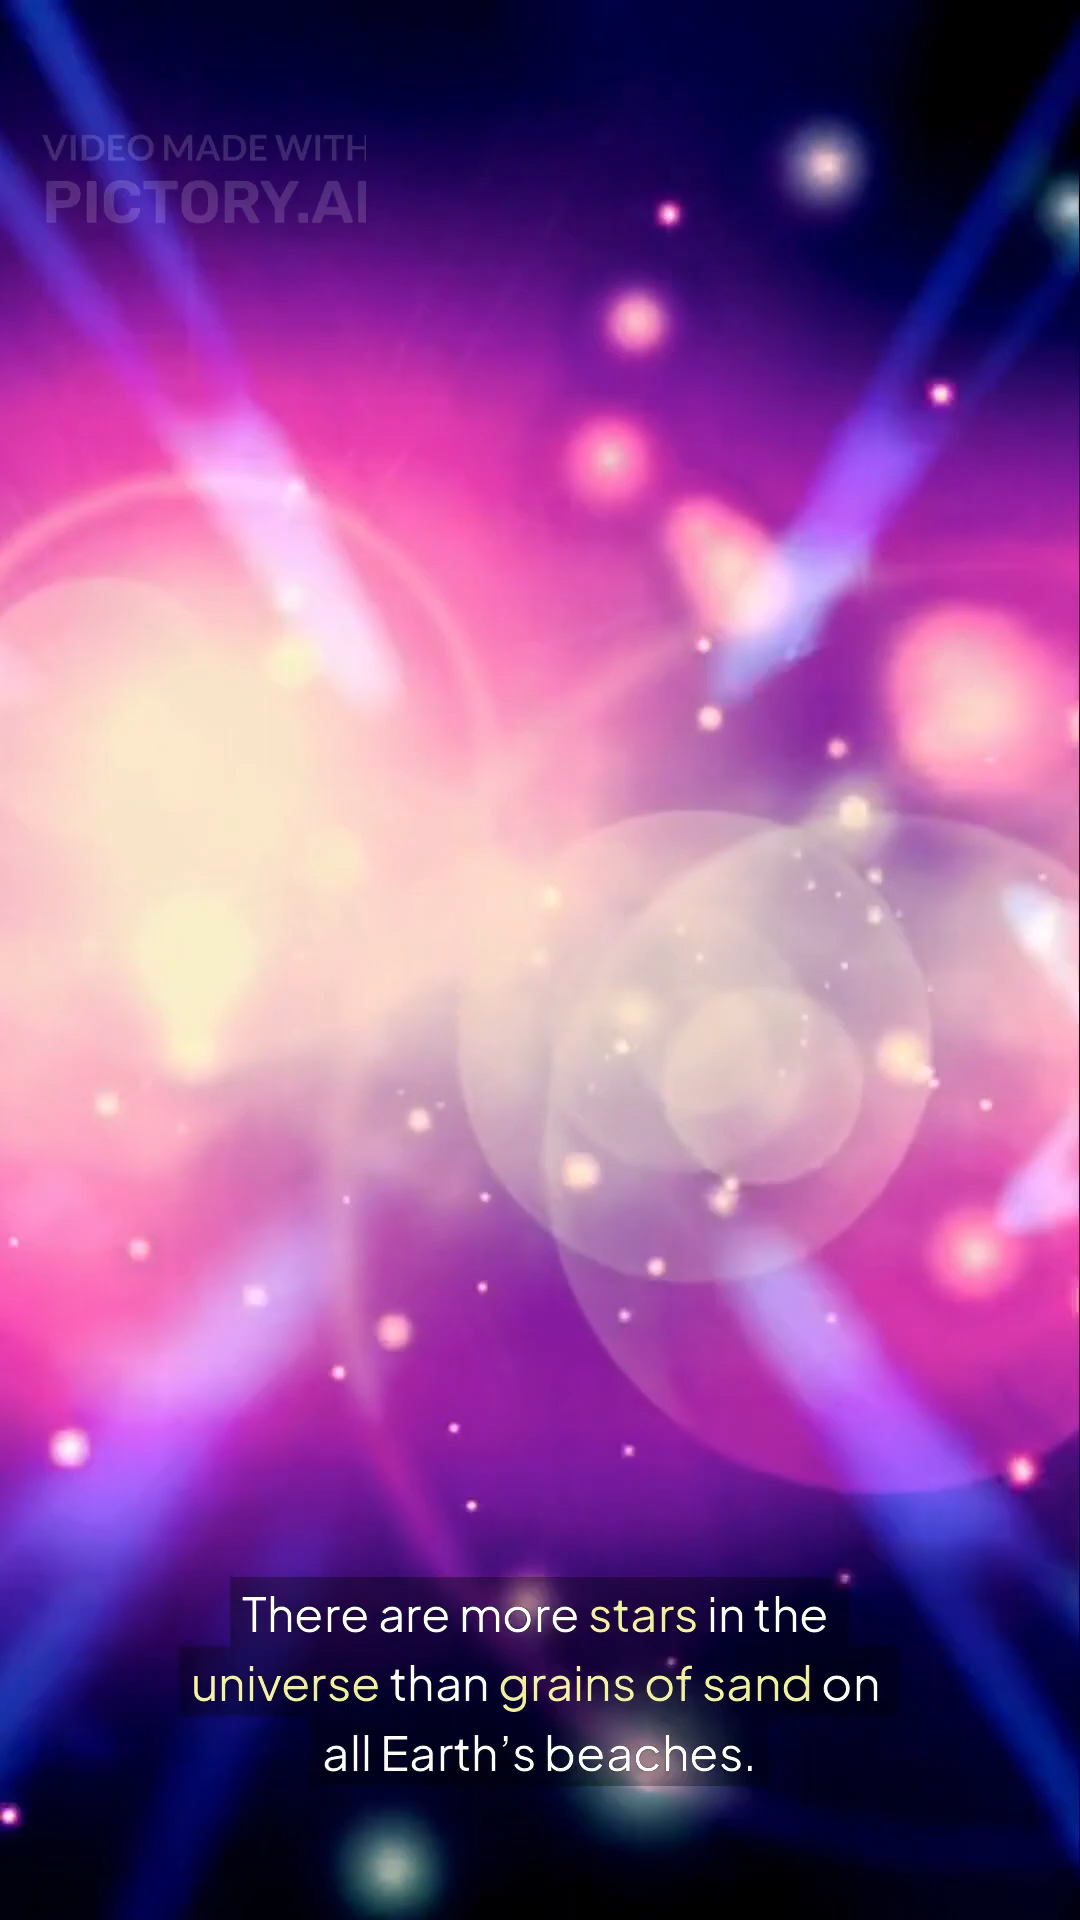 VIDEO MADE WITH
PICTORY.AI
There are more stars in the
universe than grains of sand on
all Earth’s beaches.